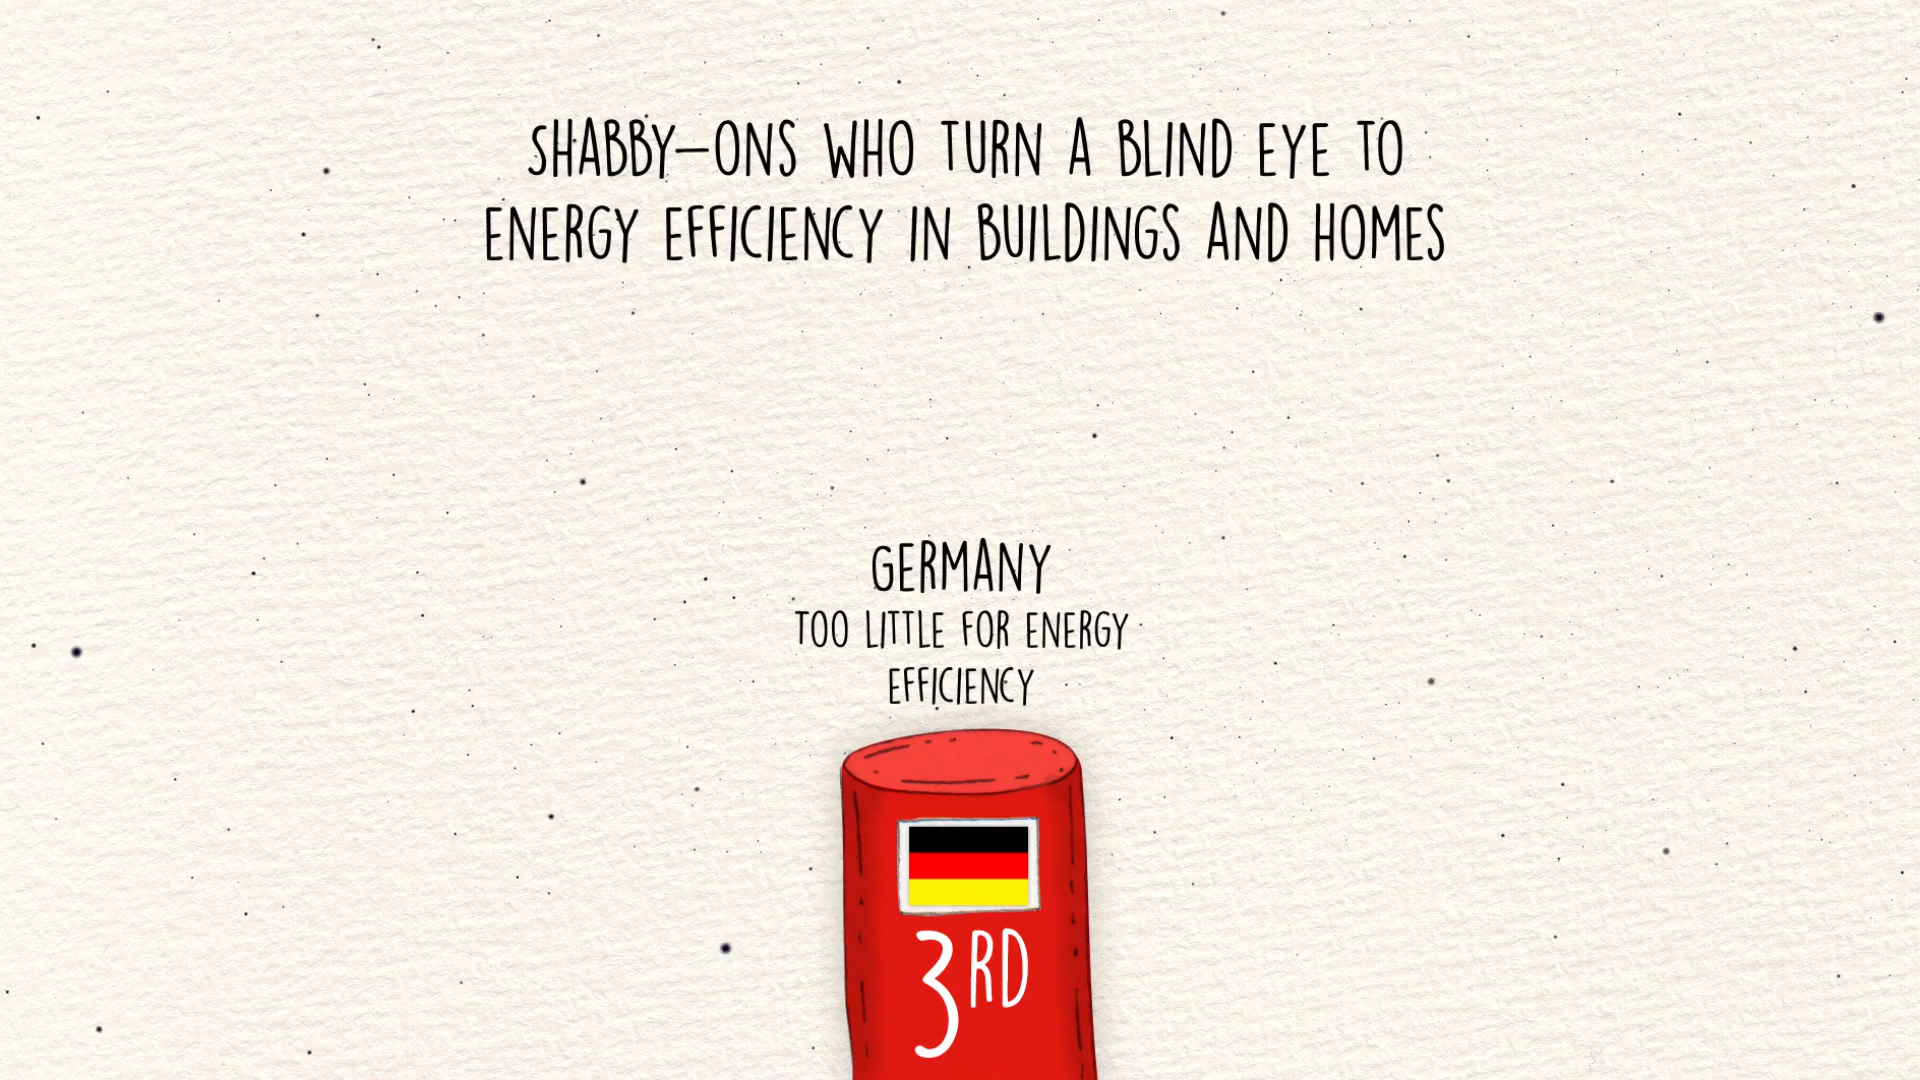 SHABBY-ONS WHO TURN A BLIND EYE TO
ENERGY EFFICIENCY IN BUILDINGS AND HOMES
GERMANY
TOO LITTLE FOR ENERGY
EFFICIENCY
3RD